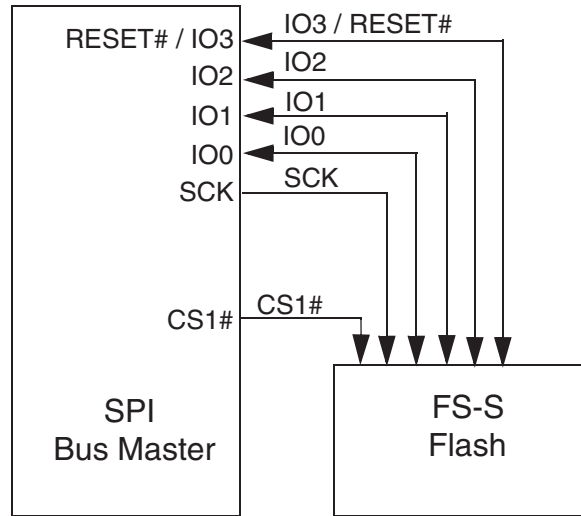 RESET# / IO3
IO3 / RESET#
IO2
IO2
IO1
IO1
IO0
IO0
SCK
SCK
CS1#
CS1#
SPI
Bus Master
FS-S
Flash